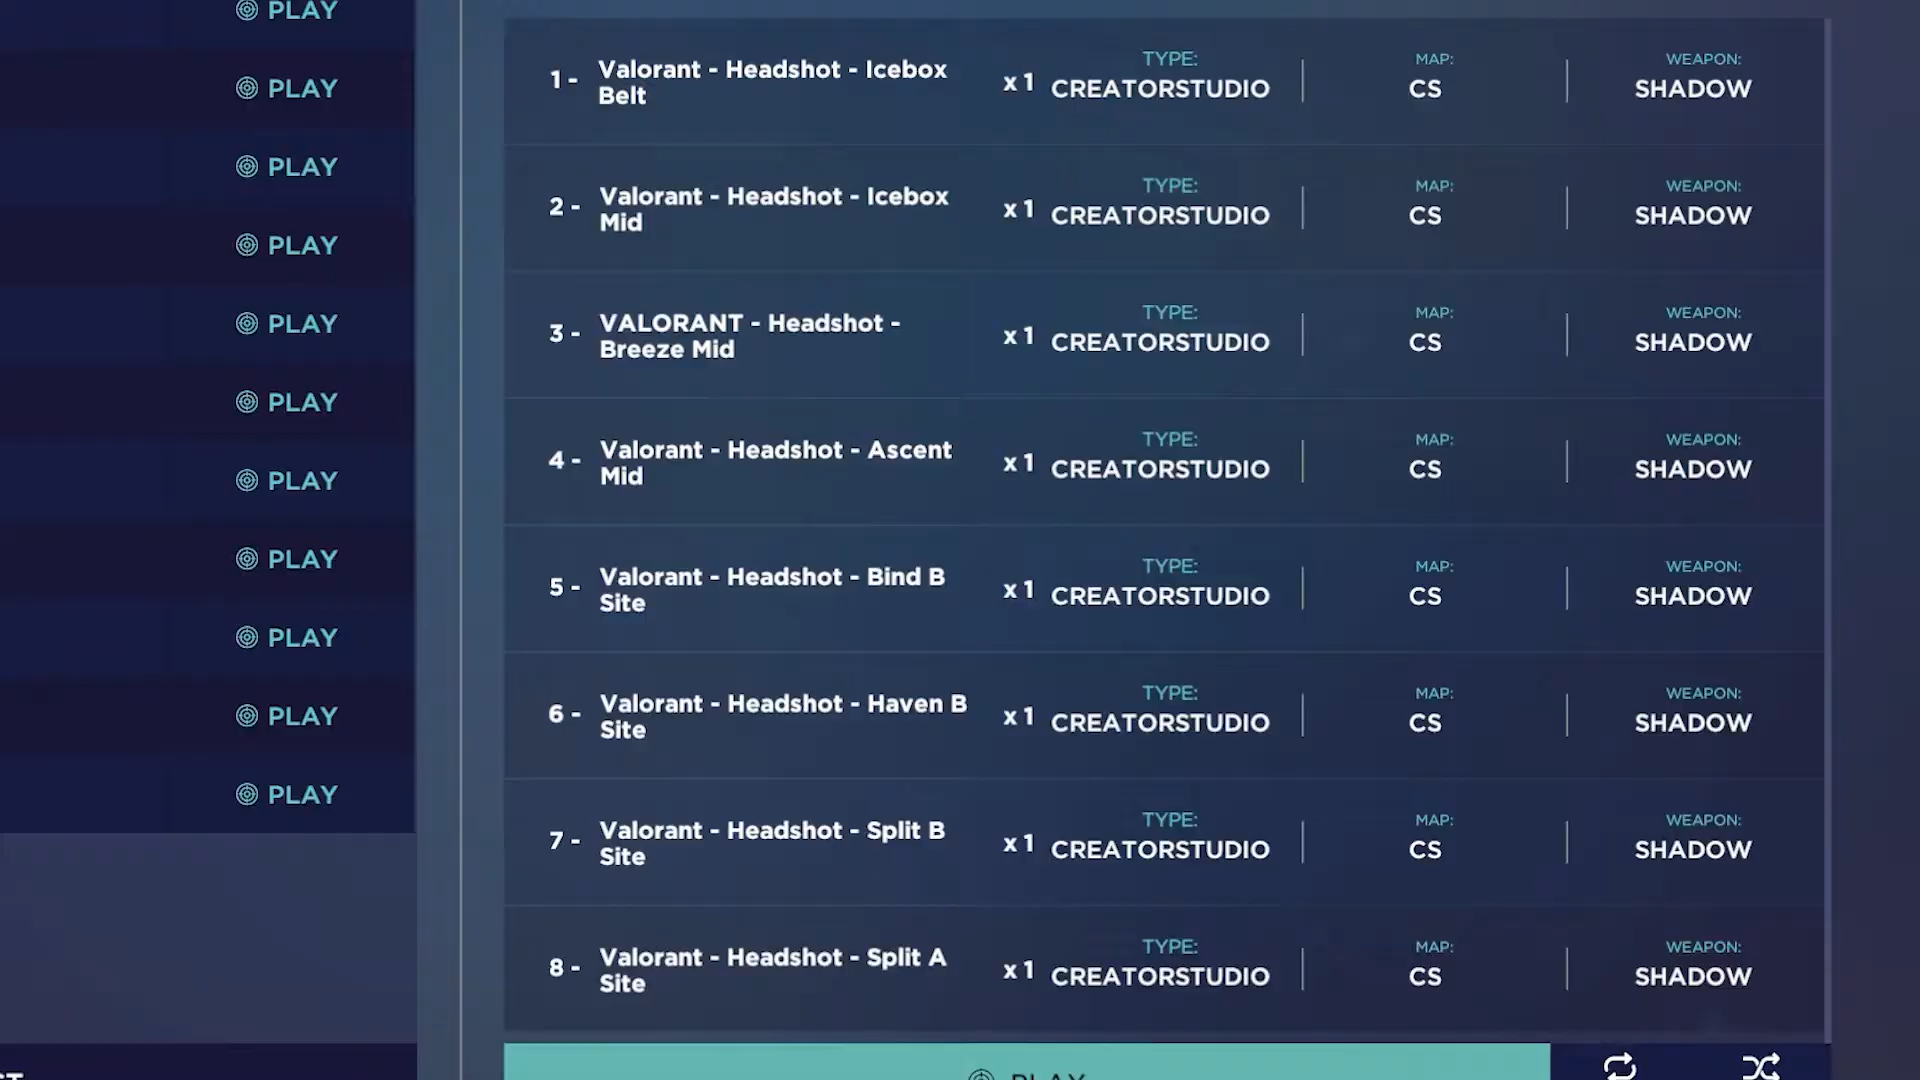 PLAY
PLAY
PLAY
PLAY
PLAY
PLAY
PLAY
PLAY
PLAY
PLAY
PLAY
1 - Valorant - Headshot - Icebox
Belt
x 1
TYPE:
CREATORSTUDIO
MAP:
CS
WEAPON:
SHADOW
2 - Valorant - Headshot - Icebox
Mid
x 1
TYPE:
CREATORSTUDIO
MAP:
CS
WEAPON:
SHADOW
3 - VALORANT - Headshot -
Breeze Mid
x 1
TYPE:
CREATORSTUDIO
MAP:
CS
WEAPON:
SHADOW
4 - Valorant - Headshot - Ascent
Mid
x 1
TYPE:
CREATORSTUDIO
MAP:
CS
WEAPON:
SHADOW
5 - Valorant - Headshot - Bind B
Site
x 1
TYPE:
CREATORSTUDIO
MAP:
CS
WEAPON:
SHADOW
6 - Valorant - Headshot - Haven B
Site
x 1
TYPE:
CREATORSTUDIO
MAP:
CS
WEAPON:
SHADOW
7 - Valorant - Headshot - Split B
Site
x 1
TYPE:
CREATORSTUDIO
MAP:
CS
WEAPON:
SHADOW
8 - Valorant - Headshot - Split A
Site
x 1
TYPE:
CREATORSTUDIO
MAP:
CS
WEAPON:
SHADOW
PLAY